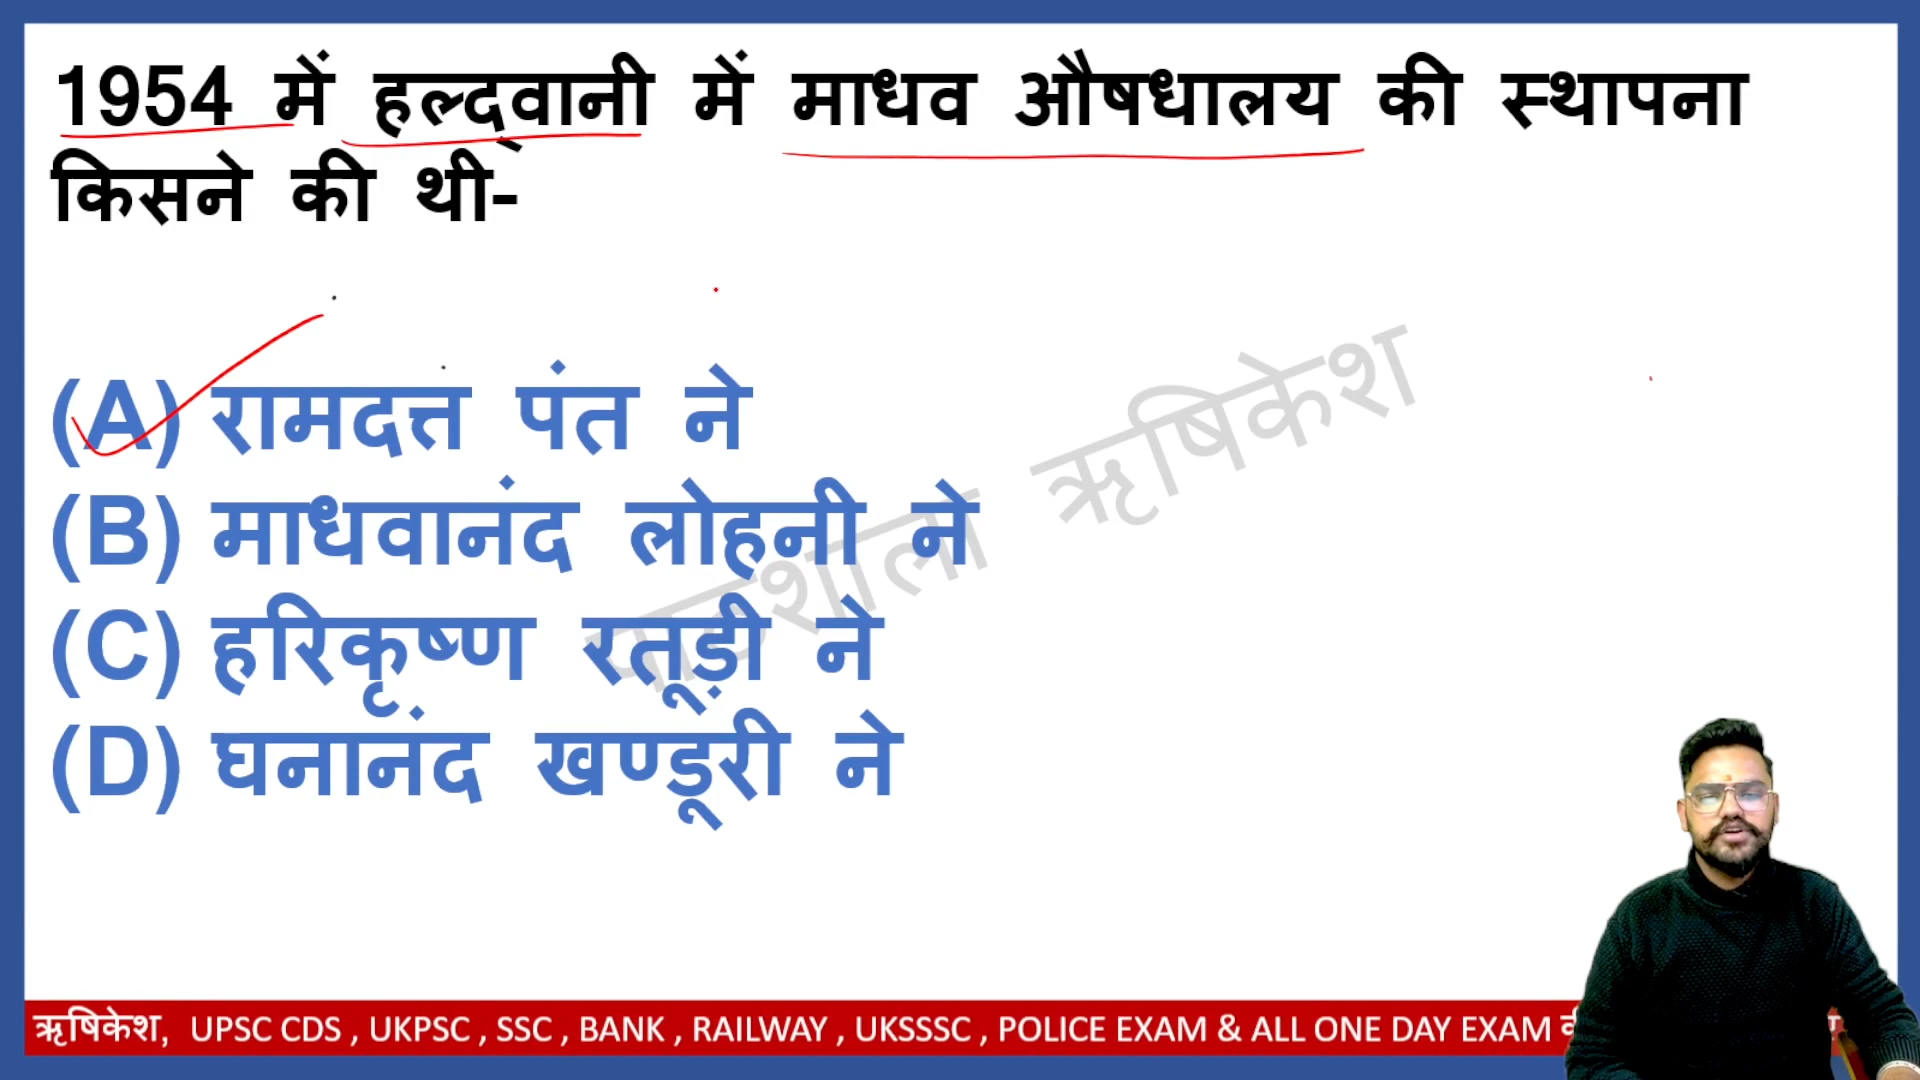 1954 में हल्द्वानी में माधव औषधालय की स्थापना
किसने की थी-
(A) रामदत्त पंत ने
(B) माधवानंद लोहनी ने
(C) हरिकृष्ण रतूड़ी ने
(D) घनानंद खण्डूरी ने
पाठशाला ऋषिकेश
ऋषिकेश, UPSC CDS , UKPSC , SSC , BANK , RAILWAY , UKSSSC , POLICE EXAM & ALL ONE DAY EXAM